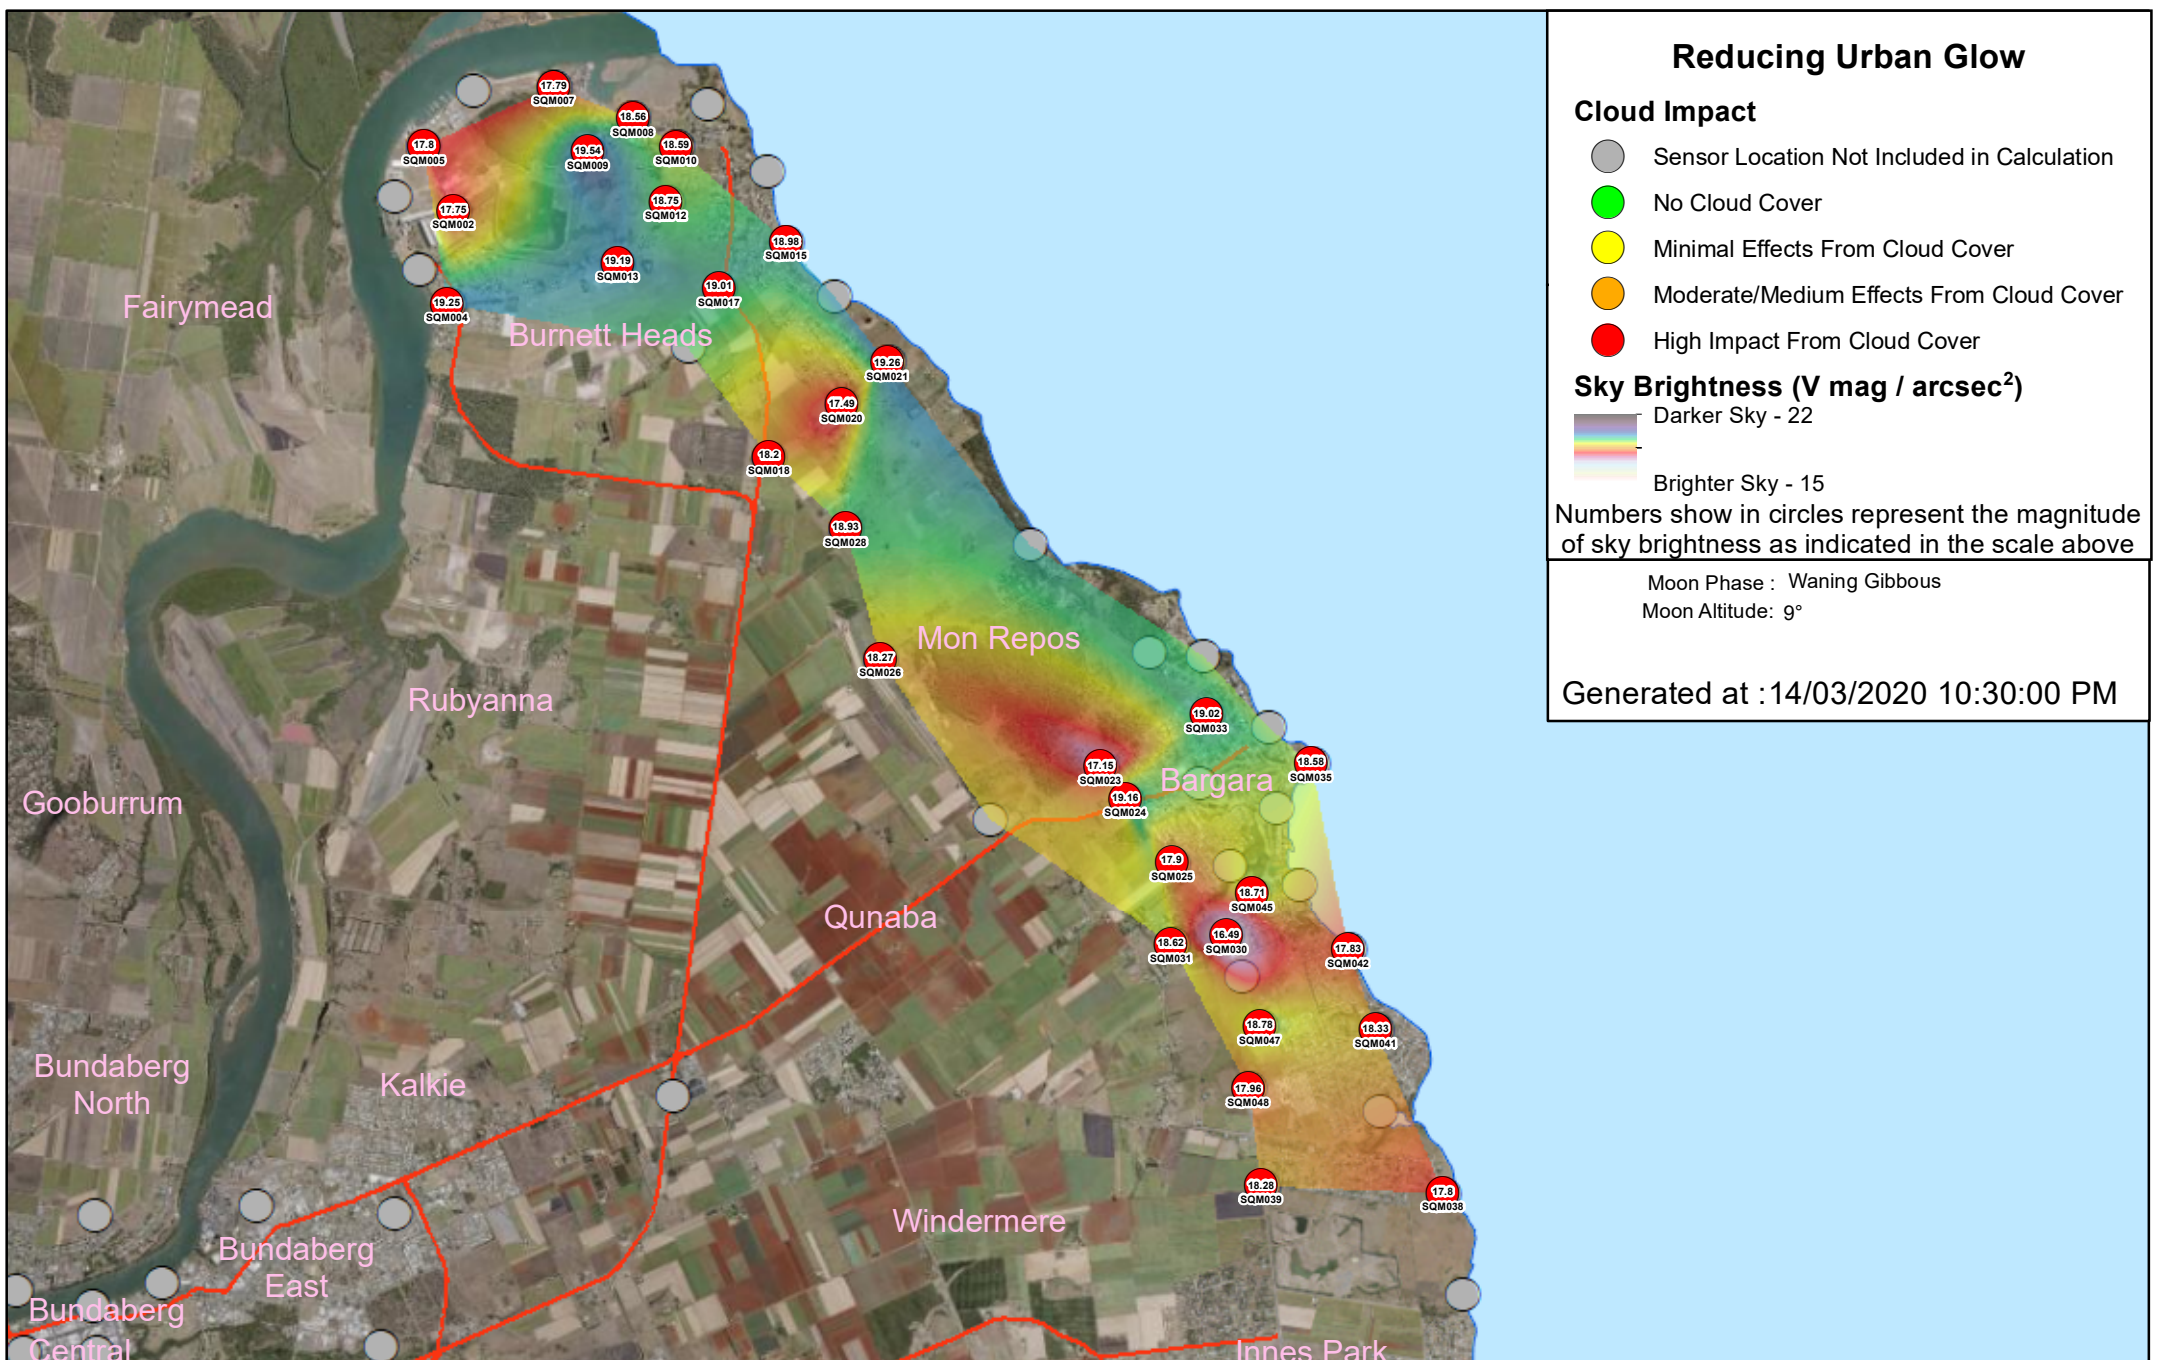 Reducing Urban Glow
Cloud Impact
Sensor Location Not Included in Calculation
No Cloud Cover
Minimal Effects From Cloud Cover
Moderate/Medium Effects From Cloud Cover
High Impact From Cloud Cover
Sky Brightness (V mag / arcsec²)
Darker Sky - 22
Brighter Sky - 15
Numbers show in circles represent the magnitude
of sky brightness as indicated in the scale above
Moon Phase : Waning Gibbous
Moon Altitude: 9°
Generated at :14/03/2020 10:30:00 PM
17.79
SQM007
18.56
SQM008
17.8
SQM005
19.54
SQM009
18.59
SQM010
17.75
SQM002
18.75
SQM012
18.98
SQM015
19.19
SQM013
19.01
SQM017
19.25
SQM004
Fairymead
Burnett Heads
19.26
SQM021
17.49
SQM020
18.2
SQM018
18.93
SQM028
Mon Repos
18.27
SQM026
Rubyanna
19.02
SQM033
17.15
SQM023
18.58
SQM035
Bargara
19.16
SQM024
Gooburrum
17.9
SQM025
18.71
SQM045
Qunaba
16.49
SQM030
18.62
SQM031
17.83
SQM042
18.78
SQM047
18.33
SQM041
Bundaberg
North
Kalkie
17.96
SQM048
18.28
SQM039
17.8
SQM038
Windermere
Bundaberg
East
Bundaberg
Central
Innes Park